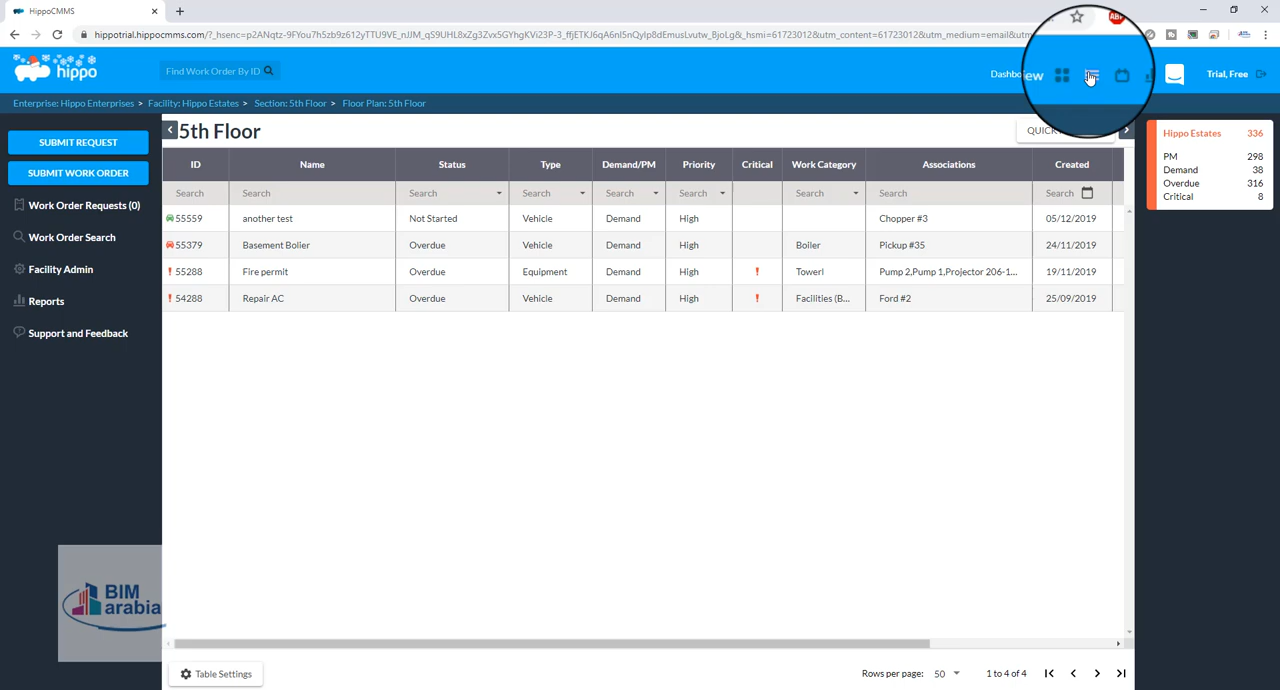 HippoCMMS
hippotrial.hippocmms.com/?_hsenc=p2ANqtz-9FYou7h5zb9z612yTTU9VE_nJJM_qS9UHL8xZg3Zvx5GYhgKVi23P-3_ffjETKJ6qA6nl5nQylp8dEmusLvutw_BjoLg&_hsmi=61723012&utm_content=61723012&utm_medium=email&utm
hippo
Find Work Order By ID
Trial, Free
Enterprise: Hippo Enterprises > Facility: Hippo Estates > Section: 5th Floor > Floor Plan: 5th Floor
SUBMIT REQUEST
SUBMIT WORK ORDER
Work Order Requests (0)
Work Order Search
Facility Admin
Reports
Support and Feedback
5th Floor
ID Name Status Type Demand/PM Priority Critical Work Category Associations Created
Search Search Search Search Search Search Search Search Search
55559 another test Not Started Vehicle Demand High Chopper #3 05/12/2019
55379 Basement Boiler Overdue Vehicle Demand High Boiler Pickup #35 24/11/2019
55288 Fire permit Overdue Equipment Demand High ! Towerl Pump 2,Pump 1,Projector 206-1... 19/11/2019
54288 Repair AC Overdue Vehicle Demand High ! Facilities (B... Ford #2 25/09/2019
Hippo Estates 336
PM 298
Demand 38
Overdue 316
Critical 8
BIM
arabia
Table Settings
Rows per page: 50 1 to 4 of 4